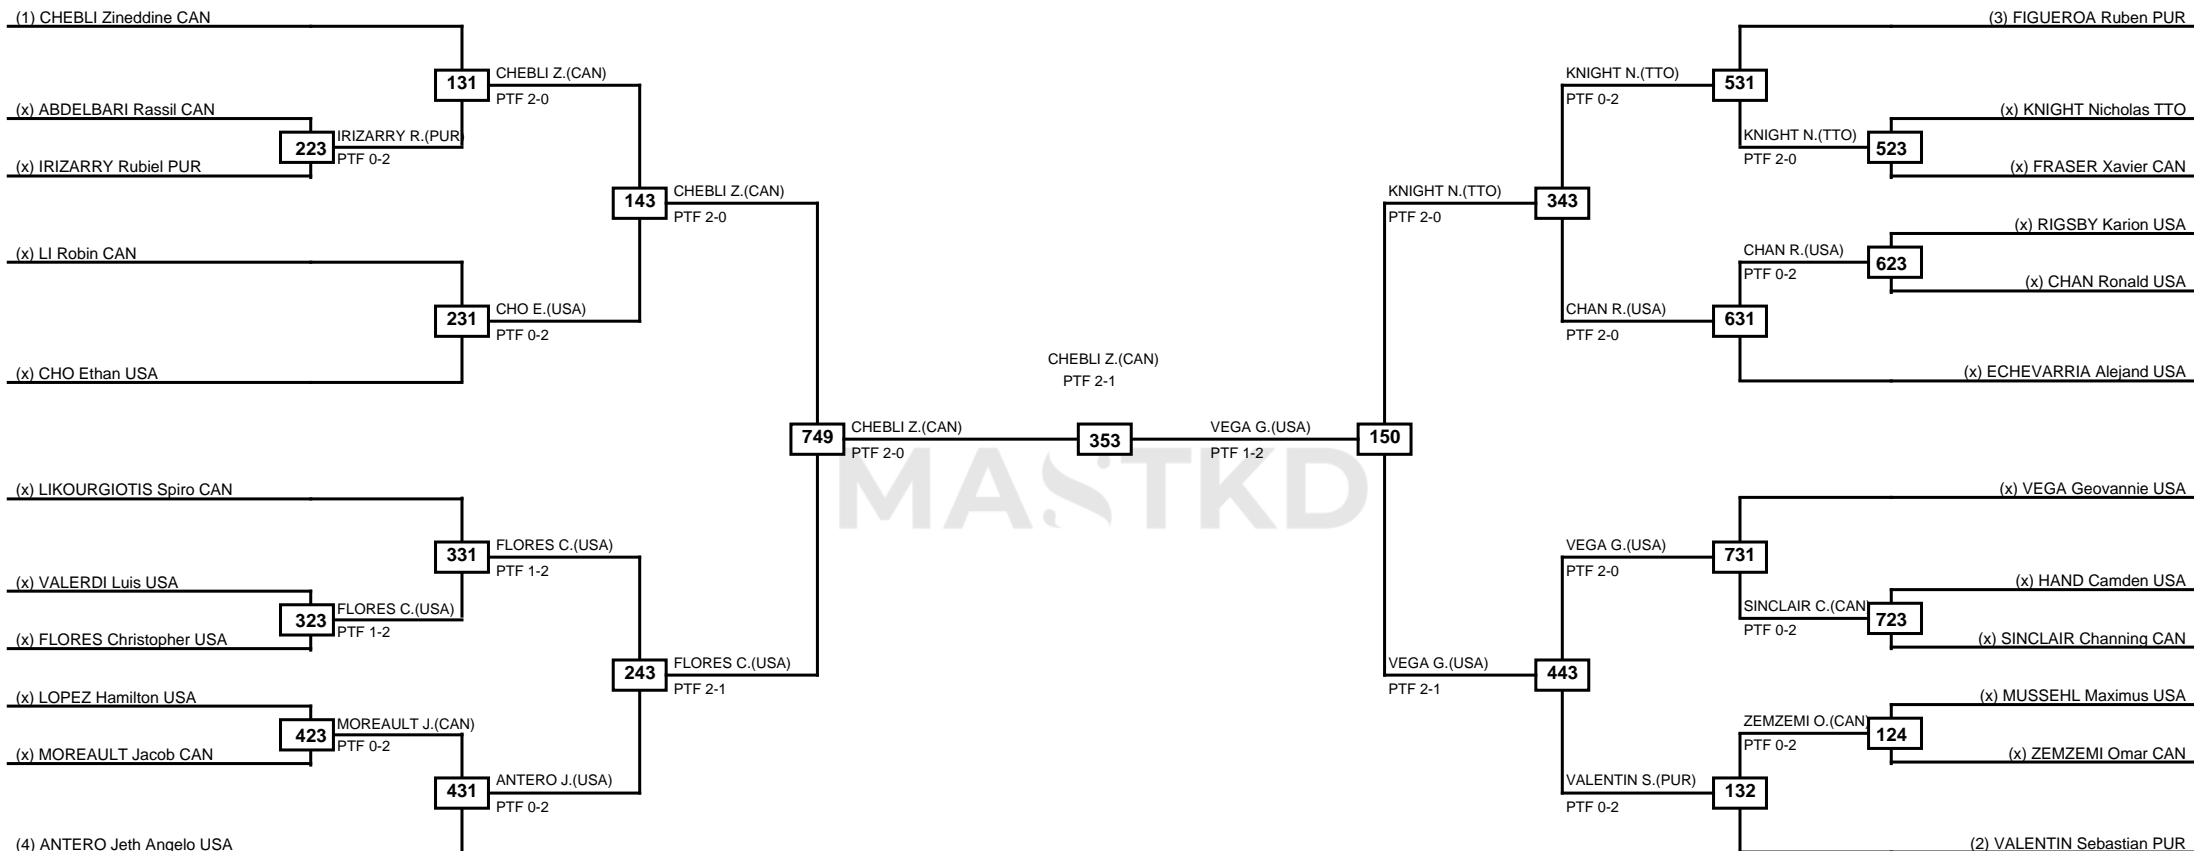 (1) CHEBLI Zineddine CAN
(3) FIGUEROA Ruben PUR
131
CHEBLI Z.(CAN)
PTF 2-0
KNIGHT N.(TTO)
PTF 0-2
531
(x) ABDELBARI Rassil CAN
(x) KNIGHT Nicholas TTO
223
IRIZARRY R.(PUR)
PTF 0-2
KNIGHT N.(TTO)
PTF 2-0
523
(x) IRIZARRY Rubiel PUR
(x) FRASER Xavier CAN
143
CHEBLI Z.(CAN)
PTF 2-0
KNIGHT N.(TTO)
PTF 2-0
343
(x) RIGSBY Karion USA
(x) LI Robin CAN
CHAN R.(USA)
PTF 0-2
623
(x) CHAN Ronald USA
231
CHO E.(USA)
PTF 0-2
CHAN R.(USA)
PTF 2-0
631
(x) CHO Ethan USA
(x) ECHEVARRIA Alejand USA
CHEBLI Z.(CAN)
PTF 2-1
749
CHEBLI Z.(CAN)
PTF 2-0
353
VEGA G.(USA)
PTF 1-2
150
MASTKD
(x) LIKOURGIOTIS Spiro CAN
(x) VEGA Geovannie USA
331
FLORES C.(USA)
PTF 1-2
VEGA G.(USA)
PTF 2-0
731
(x) VALERDI Luis USA
(x) HAND Camden USA
323
FLORES C.(USA)
PTF 1-2
SINCLAIR C.(CAN)
PTF 0-2
723
(x) FLORES Christopher USA
(x) SINCLAIR Channing CAN
243
FLORES C.(USA)
PTF 2-1
VEGA G.(USA)
PTF 2-1
443
(x) LOPEZ Hamilton USA
(x) MUSSEHL Maximus USA
423
MOREAULT J.(CAN)
PTF 0-2
ZEMZEMI O.(CAN)
PTF 0-2
124
(x) MOREAULT Jacob CAN
(x) ZEMZEMI Omar CAN
431
ANTERO J.(USA)
PTF 0-2
VALENTIN S.(PUR)
PTF 0-2
132
(4) ANTERO Jeth Angelo USA
(2) VALENTIN Sebastian PUR